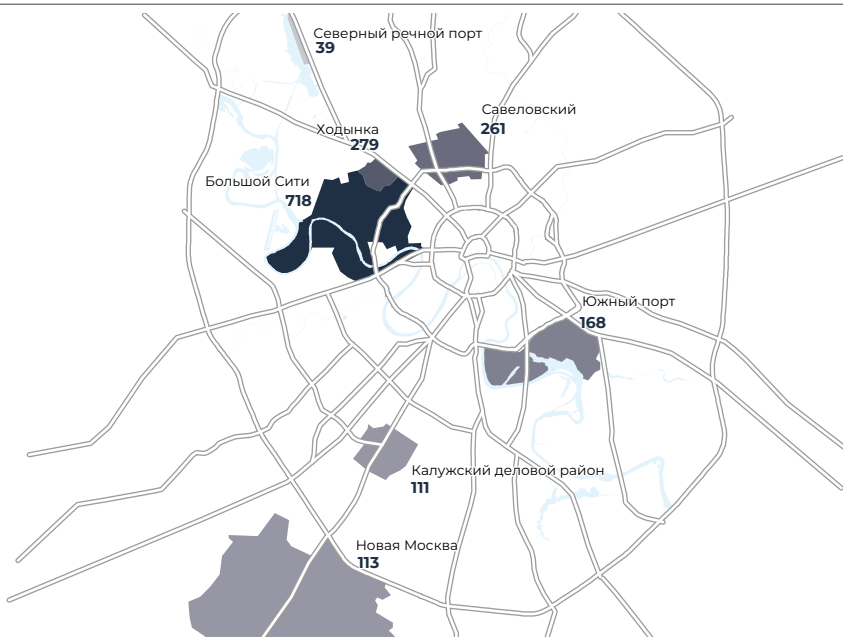 Северный речной порт
39
Савеловский
261
Ходынка
279
Большой Сити
718
Южный порт
168
Калужский деловой район
111
Новая Москва
113